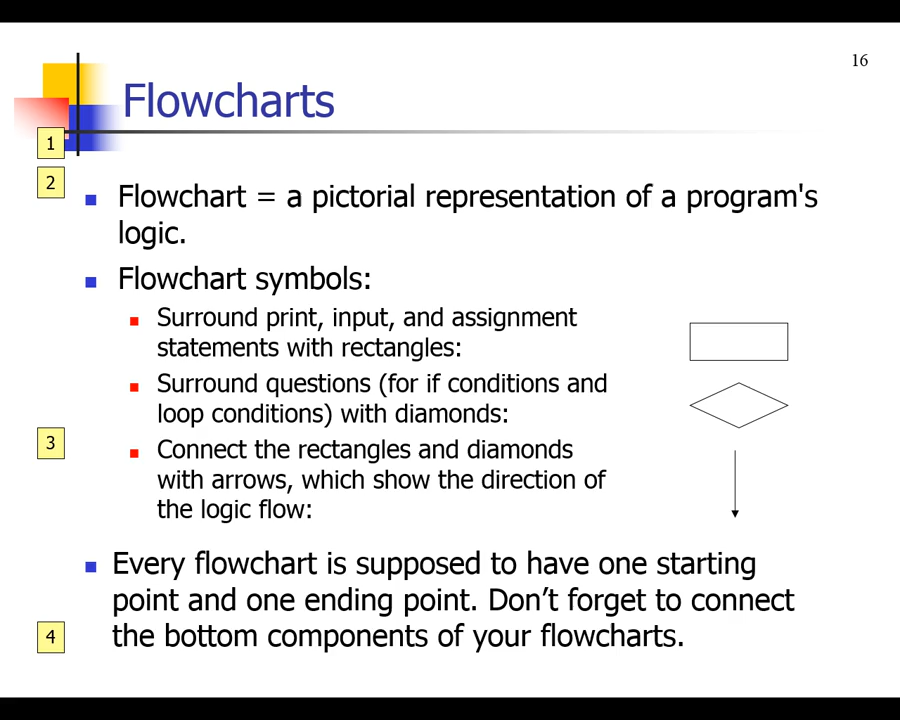 16
Flowcharts
1
2
Flowchart = a pictorial representation of a program's
logic.
Flowchart symbols:
Surround print, input, and assignment
statements with rectangles:
Surround questions (for if conditions and
loop conditions) with diamonds:
3
Connect the rectangles and diamonds
with arrows, which show the direction of
the logic flow:
Every flowchart is supposed to have one starting
point and one ending point. Don’t forget to connect
4
the bottom components of your flowcharts.